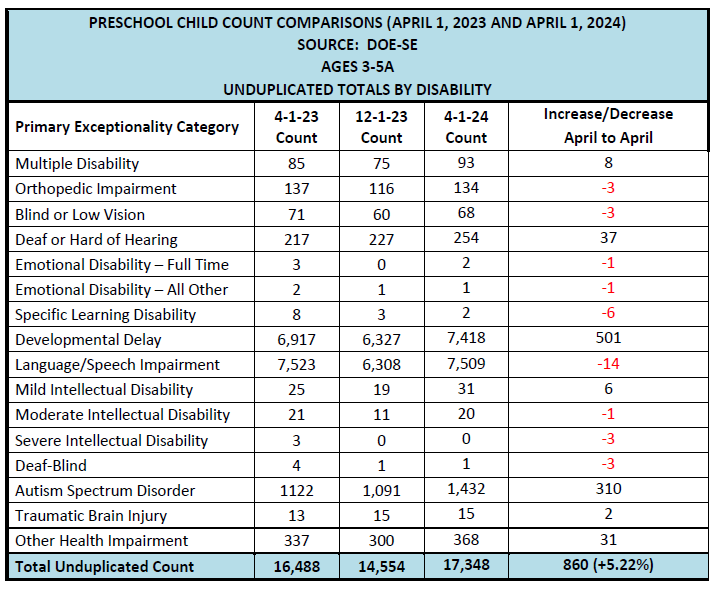 PRESCHOOL CHILD COUNT COMPARISONS (APRIL 1, 2023 AND APRIL 1, 2024)
SOURCE: DOE-SE
AGES 3-5A
UNDUPLICATED TOTALS BY DISABILITY
Primary Exceptionality Category 4-1-23 Count 12-1-23 Count 4-1-24 Count Increase/Decrease April to April
Multiple Disability 85 75 93 8
Orthopedic Impairment 137 116 134 -3
Blind or Low Vision 71 60 68 -3
Deaf or Hard of Hearing 217 227 254 37
Emotional Disability – Full Time 3 0 2 -1
Emotional Disability – All Other 2 1 1 -1
Specific Learning Disability 8 3 2 -6
Developmental Delay 6,917 6,327 7,418 501
Language/Speech Impairment 7,523 6,308 7,509 -14
Mild Intellectual Disability 25 19 31 6
Moderate Intellectual Disability 21 11 20 -1
Severe Intellectual Disability 3 0 0 -3
Deaf-Blind 4 1 1 -3
Autism Spectrum Disorder 1122 1,091 1,432 310
Traumatic Brain Injury 13 15 15 2
Other Health Impairment 337 300 368 31
Total Unduplicated Count 16,488 14,554 17,348 860 (+5.22%)